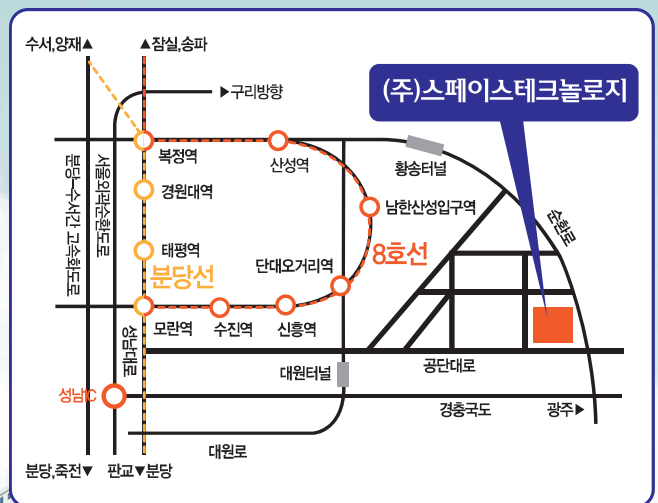 수서,양재▲
▲잠실,송파
▶구리방향
(주)스페이스테크놀로지
복정역
산성역
황송터널
분당–수서간 고속화도로
서울외곽순환도로
경원대역
남한산성입구역
순환로
태평역
8호선
단대오거리역
분당선
모란역
수진역
신흥역
성남대로
대원터널
공단대로
성남IC
경충국도
광주▶
대원로
분당,죽전▼
판교▼분당